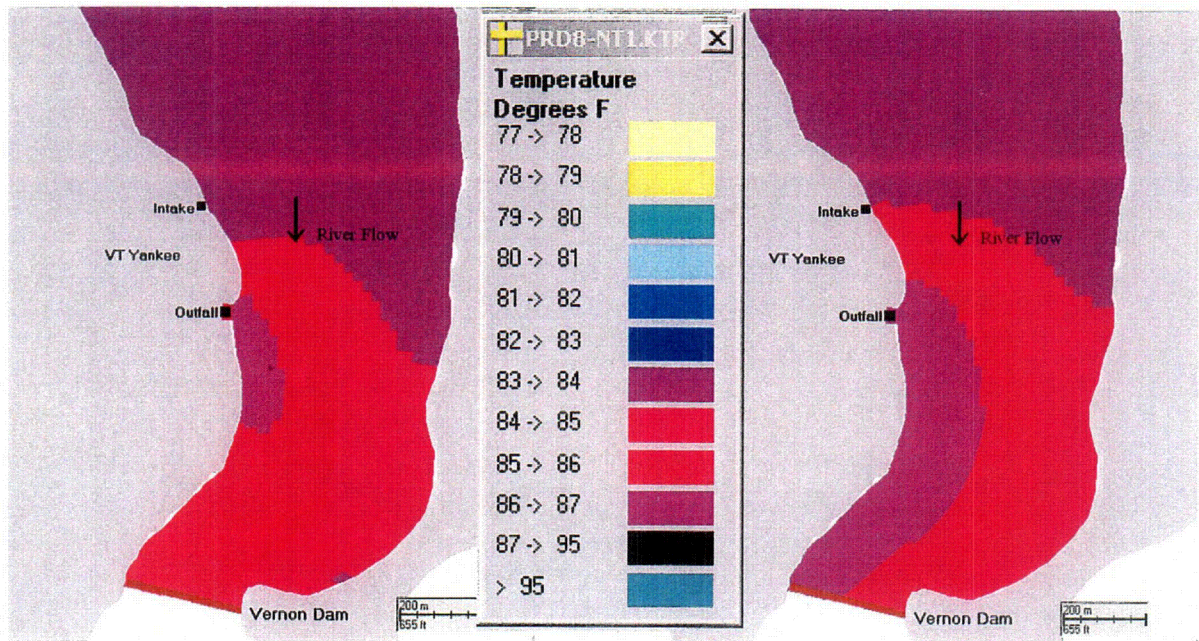 Intake
River Flow
VT Yankee
Outfall
Vernon Dam
200 m
655 ft
PRD8-NT1.KTR
Temperature
Degrees F
77 -> 78
78 -> 79
79 -> 80
80 -> 81
81 -> 82
82 -> 83
83 -> 84
84 -> 85
85 -> 86
86 -> 87
87 -> 95
> 95
Intake
River Flow
VT Yankee
Outfall
Vernon Dam
200 m
655 ft